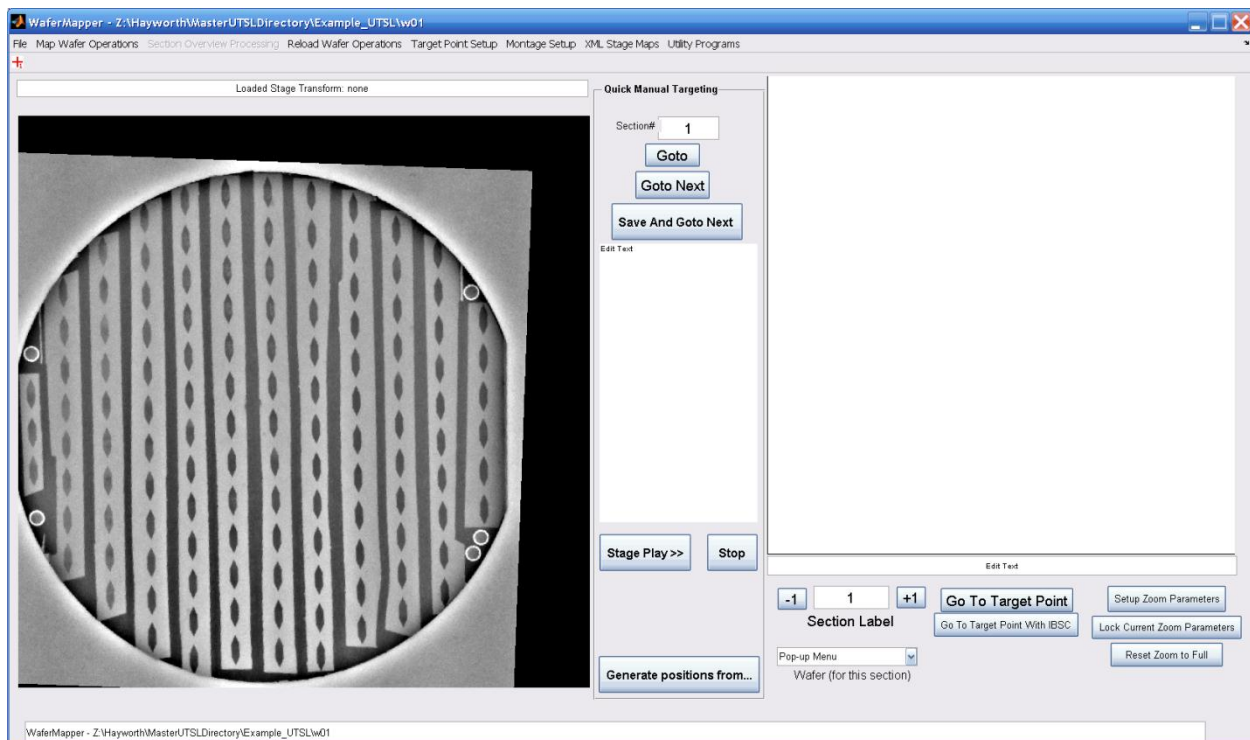 WaferMapper - Z:\Hayworth\MasterUTSLDirectory\Example_UTSL\w01
File Map Wafer Operations Section Overview Processing Reload Wafer Operations Target Point Setup Montage Setup XML Stage Maps Utility Programs
Loaded Stage Transform: none
Quick Manual Targeting
Section# 1
Goto
Goto Next
Save And Goto Next
Edit Text
Stage Play >> Stop
Generate positions from...
Edit Text
-1 1 +1
Section Label
Go To Target Point
Go To Target Point With IBSC
Setup Zoom Parameters
Lock Current Zoom Parameters
Reset Zoom to Full
Pop-up Menu
Wafer (for this section)
WaferMapper - Z:\Hayworth\MasterUTSLDirectory\Example_UTSL\w01